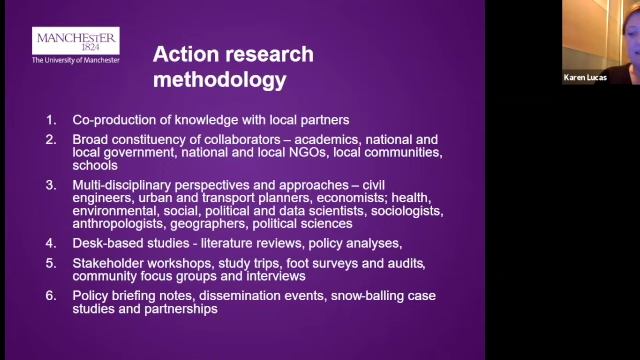 MANCHESTER
1824
The University of Manchester
Action research
methodology
1. Co-production of knowledge with local partners
2. Broad constituency of collaborators – academics, national and
local government, national and local NGOs, local communities,
schools
3. Multi-disciplinary perspectives and approaches – civil
engineers, urban and transport planners, economists; health,
environmental, social, political and data scientists, sociologists,
anthropologists, geographers, political sciences
4. Desk-based studies - literature reviews, policy analyses,
5. Stakeholder workshops, study trips, foot surveys and audits,
community focus groups and interviews
6. Policy briefing notes, dissemination events, snow-balling case
studies and partnerships
Karen Lucas